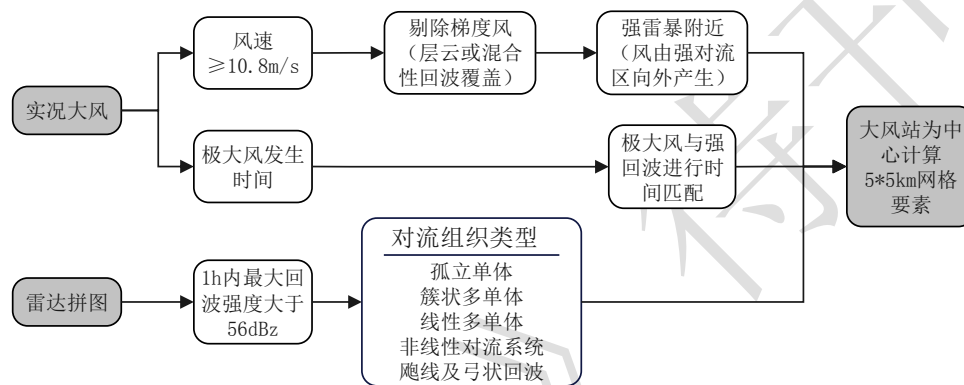 实况大风
风速
≥10.8m/s
剔除梯度风
（层云或混合
性回波覆盖）
强雷暴附近
（风由强对流
区向外产生）
极大风发生
时间
极大风与强
回波进行时
间匹配
大风站为中
心计算
5*5km网格
要素
雷达拼图
1h内最大回
波强度大于
56dBz
对流组织类型
孤立单体
簇状多单体
线性多单体
非线性对流系统
飑线及弓状回波